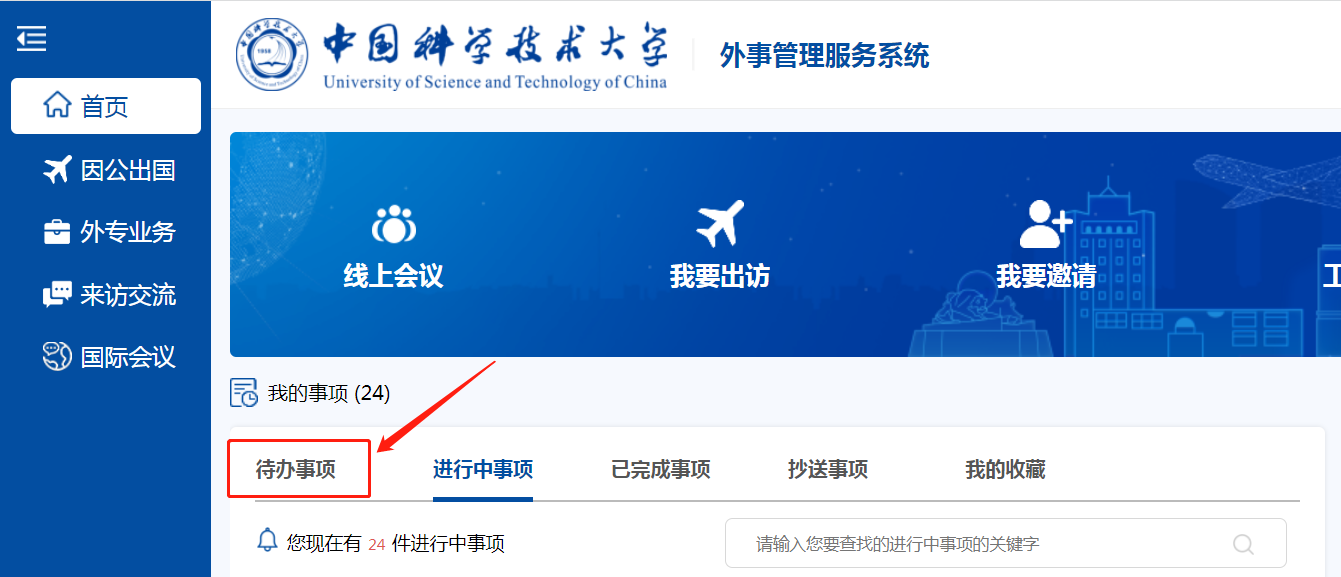 中国科学技术大学
University of Science and Technology of China
外事管理服务系统
首页
因公出国
外专业务
来访交流
国际会议
线上会议
我要出访
我要邀请
我的事项 (24)
待办事项
进行中事项
已完成事项
抄送事项
我的收藏
您现在有 24 件进行中事项
请输入您要查找的进行中事项的关键字